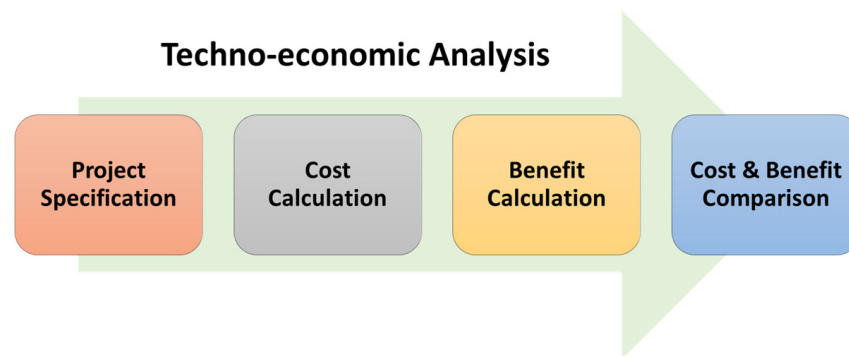 Techno-economic Analysis
Project
Specification
Cost
Calculation
Benefit
Calculation
Cost & Benefit
Comparison